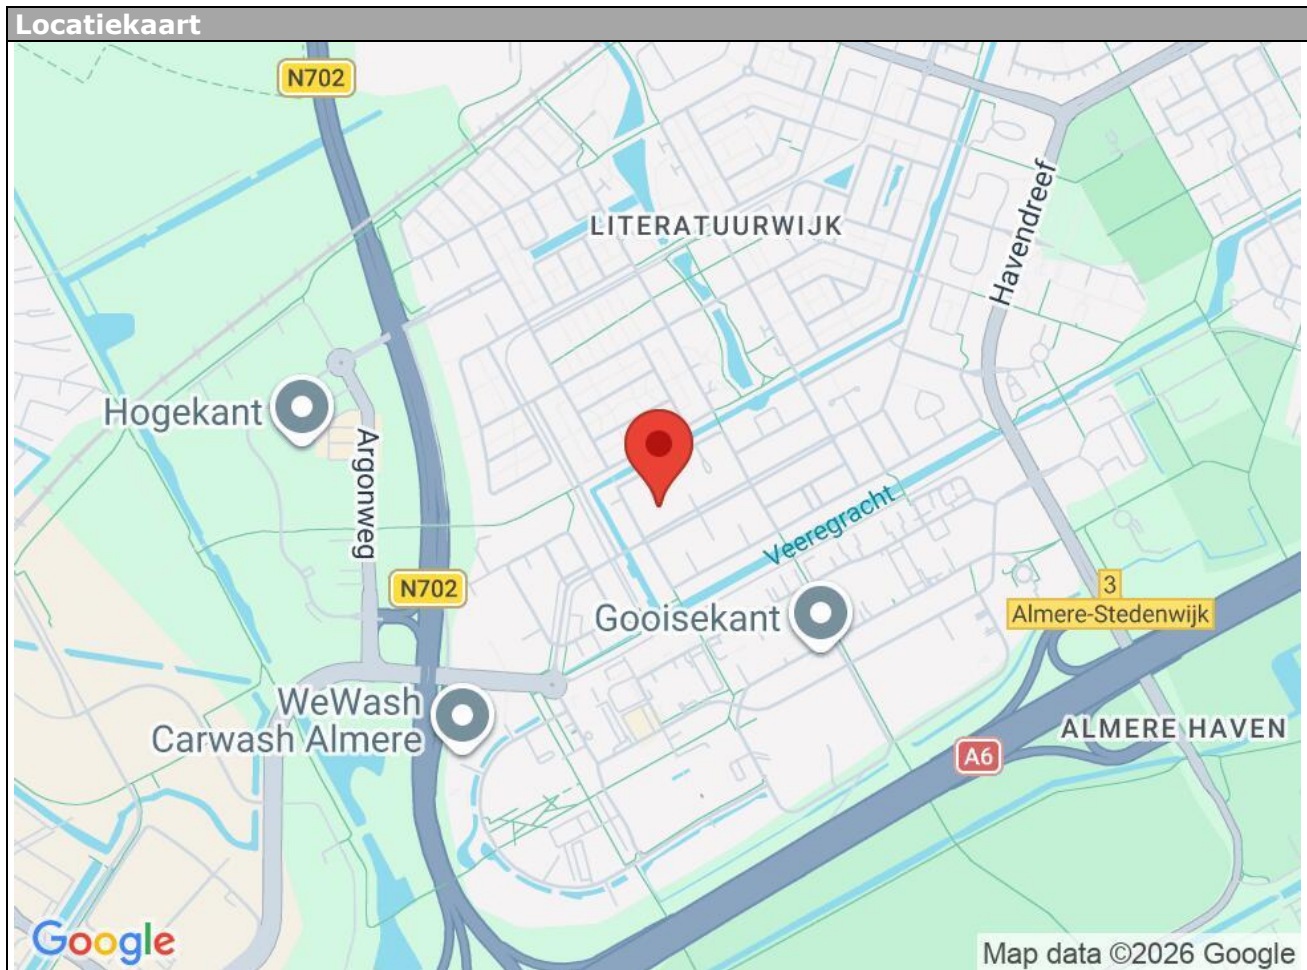 Locatiekaart
N702
LITERATUURWIJK
Havendreef
Hogekant
Argonweg
Veeregracht
N702
Gooisekant
3
Almere-Stedenwijk
WeWash
Carwash Almere
ALMERE HAVEN
A6
Google
Map data ©2026 Google